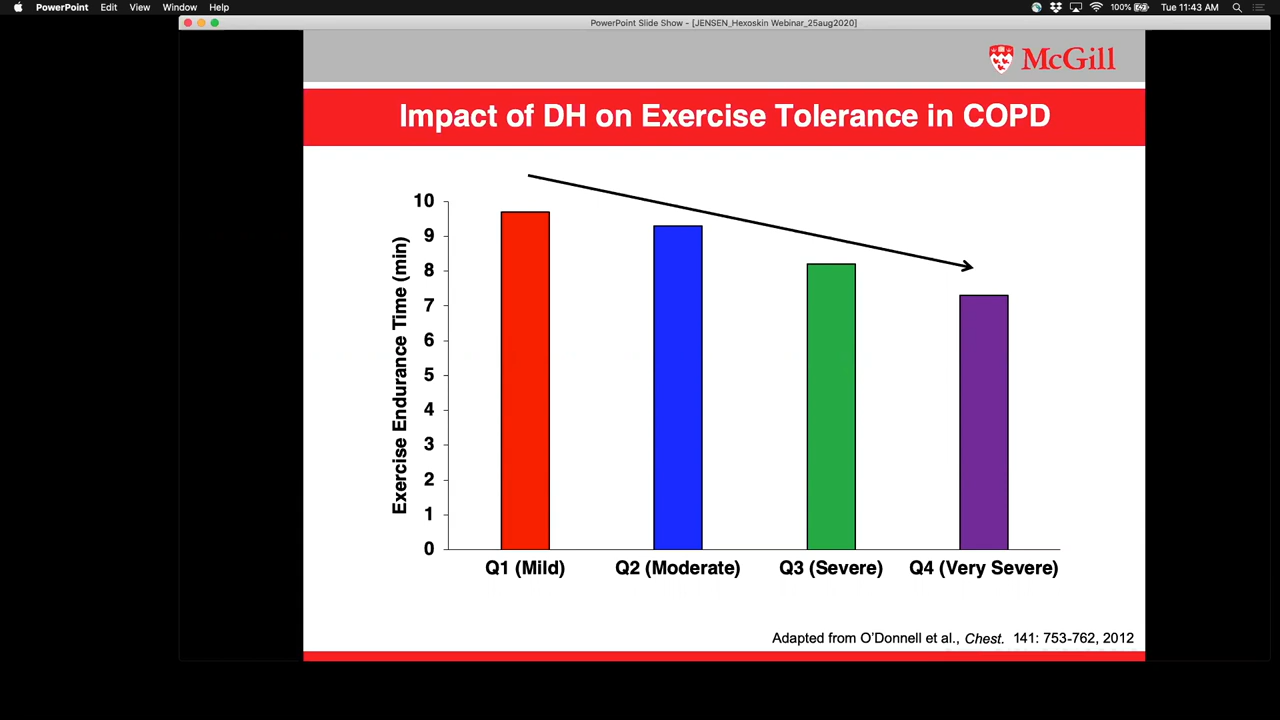 PowerPoint Edit View Window Help 100% Tue 11:43 AM
PowerPoint Slide Show - [JENSEN_Hexoskin Webinar_25aug2020]
McGill
Impact of DH on Exercise Tolerance in COPD
Exercise Endurance Time (min)
10
9
8
7
6
5
4
3
2
1
0
Q1 (Mild) Q2 (Moderate) Q3 (Severe) Q4 (Very Severe)
Adapted from O'Donnell et al., Chest. 141: 753-762, 2012